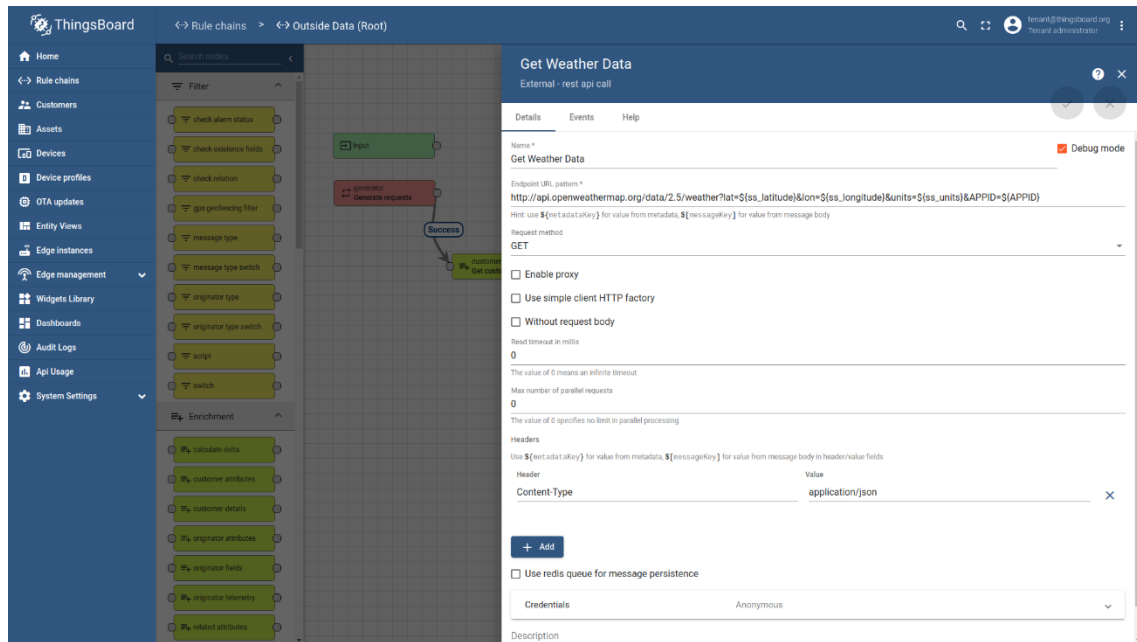 ThingsBoard
Rule chains > Outside Data (Root)
tenant@thingsboard.org
Tenant administrator
Home
Rule chains
Customers
Assets
Devices
Device profiles
OTA updates
Entity Views
Edge instances
Edge management
Widgets Library
Dashboards
Audit Logs
Api Usage
System Settings
Search nodes
Filter
check alarm status
check existence fields
check relation
gps geofencing filter
message type
message type switch
originator type
originator type switch
script
switch
Enrichment
calculate delta
customer attributes
customer details
originator attributes
originator fields
originator telemetry
related attributes
Input
generator
Generate requests
Success
customer
Get custo
Get Weather Data
External - rest api call
Details Events Help
Name *
Get Weather Data
Debug mode
Endpoint URL pattern *
http://api.openweathermap.org/data/2.5/weather?lat=${ss_latitude}&lon=${ss_longitude}&units=${ss_units}&APPID=${APPID}
Hint: use ${metadataKey} for value from metadata, $[messageKey] for value from message body
Request method
GET
Enable proxy
Use simple client HTTP factory
Without request body
Read timeout in millis
0
The value of 0 means an infinite timeout
Max number of parallel requests
0
The value of 0 specifies no limit in parallel processing
Headers
Use ${metadataKey} for value from metadata, $[messageKey] for value from message body in header/value fields
Header Value
Content-Type application/json
+ Add
Use redis queue for message persistence
Credentials Anonymous
Description